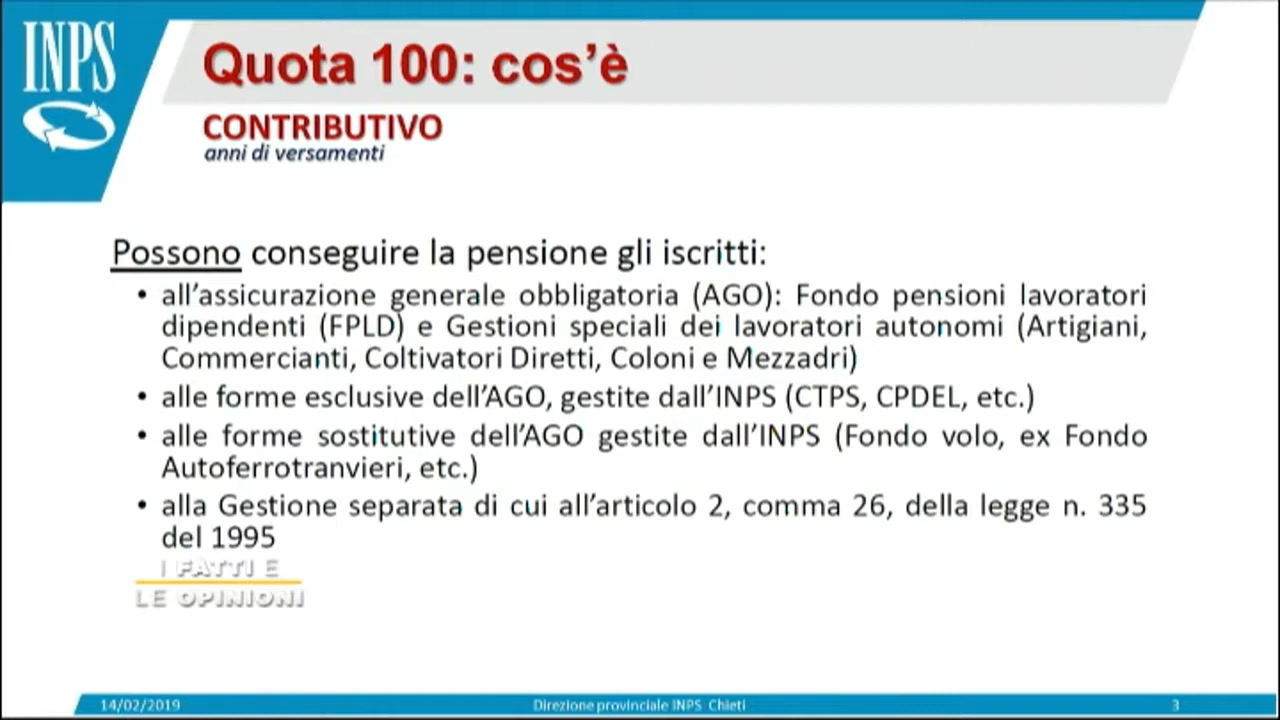 INPS
Quota 100: cos'è
CONTRIBUTIVO
anni di versamenti
Possono conseguire la pensione gli iscritti:
• all'assicurazione generale obbligatoria (AGO): Fondo pensioni lavoratori
dipendenti (FPLD) e Gestioni speciali dei lavoratori autonomi (Artigiani,
Commercianti, Coltivatori Diretti, Coloni e Mezzadri)
• alle forme esclusive dell'AGO, gestite dall'INPS (CTPS, CPDEL, etc.)
• alle forme sostitutive dell'AGO gestite dall'INPS (Fondo volo, ex Fondo
Autoferrotranvieri, etc.)
• alla Gestione separata di cui all'articolo 2, comma 26, della legge n. 335
del 1995
I FATTI E
LE OPINIONI
14/02/2019 Direzione provinciale INPS Chieti 3